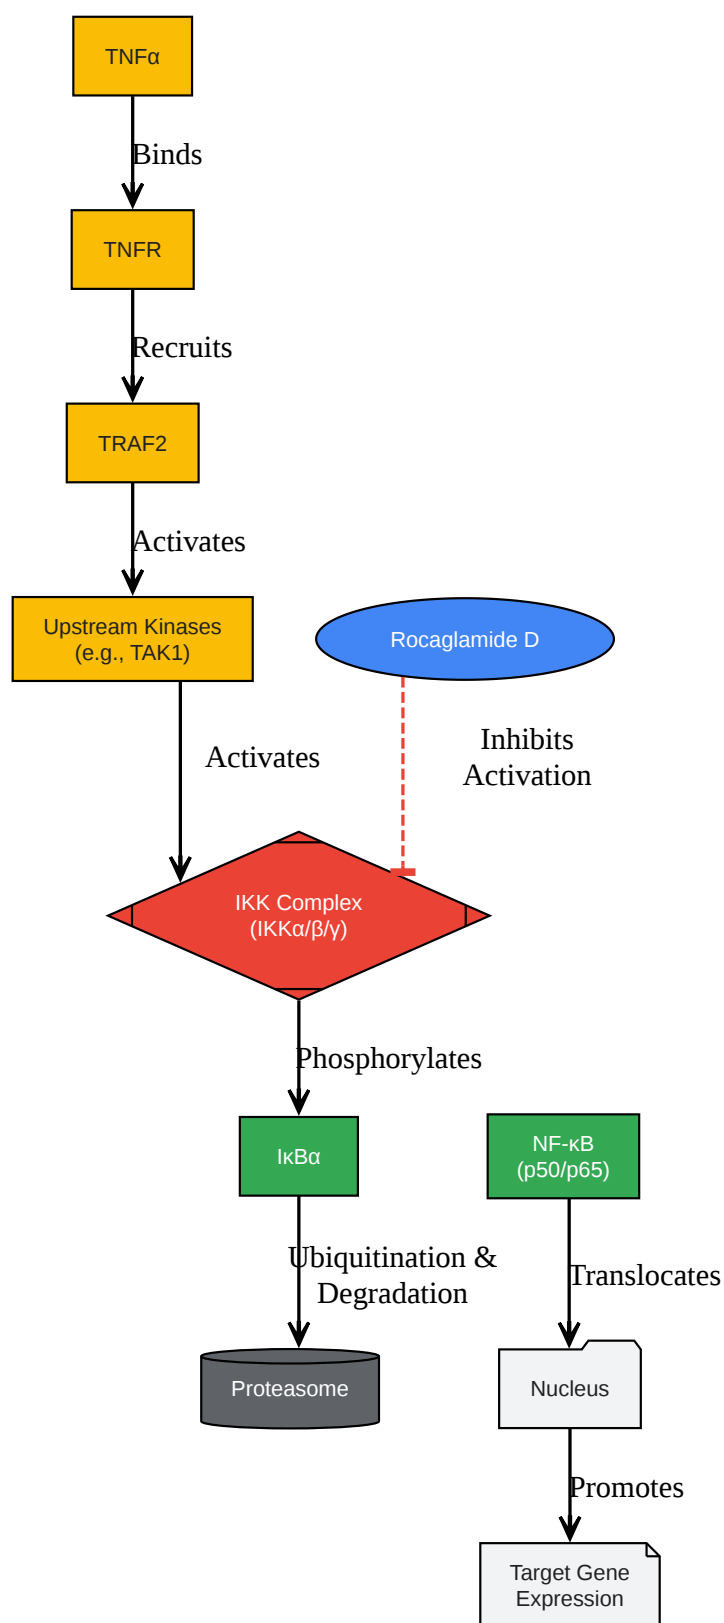 TNFα
Binds
TNFR
Recruits
TRAF2
Activates
Upstream Kinases
(e.g., TAK1)
Rocaglamide D
Activates
Inhibits
Activation
IKK Complex
(IKKα/β/γ)
Phosphorylates
IκBα
NF-κB
(p50/p65)
Ubiquitination &
Degradation
Translocates
Proteasome
Nucleus
Promotes
Target Gene
Expression